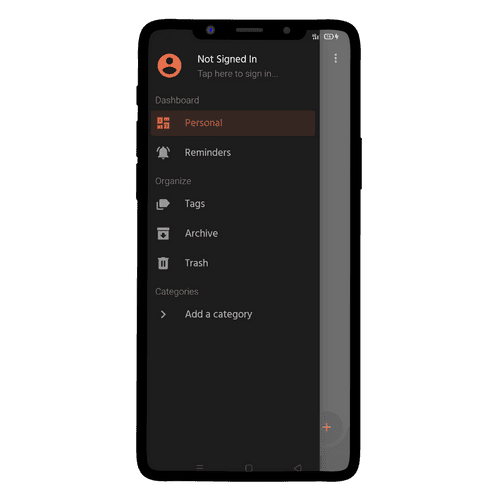 Not Signed In
Tap here to sign in...
Dashboard
Personal
Reminders
Organize
Tags
Archive
Trash
Categories
Add a category